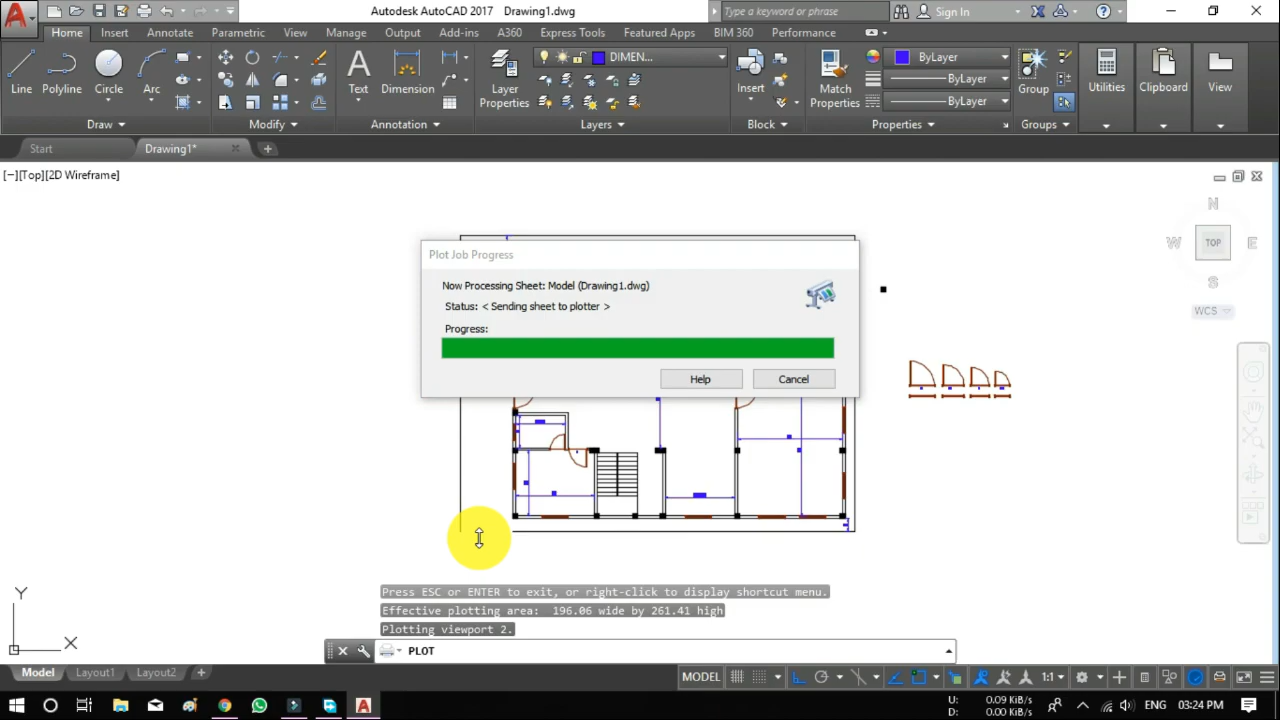 Autodesk AutoCAD 2017 Drawing1.dwg
Type a keyword or phrase
Sign In
Home Insert Annotate Parametric View Manage Output Add-ins A360 Express Tools Featured Apps BIM 360 Performance
Line Polyline Circle Arc
Text Dimension
Layer Properties
DIMEN...
Insert
Match Properties
ByLayer
ByLayer
ByLayer
Group
Utilities
Clipboard
View
Draw Modify Annotation Layers Block Properties Groups
Start Drawing1*
[−][Top][2D Wireframe]
N
W TOP E
S
WCS
Plot Job Progress
Now Processing Sheet: Model (Drawing1.dwg)
Status: < Sending sheet to plotter >
Progress:
Help Cancel
Press ESC or ENTER to exit, or right-click to display shortcut menu.
Effective plotting area: 196.06 wide by 261.41 high
Plotting viewport 2.
PLOT
Y
X
Model Layout1 Layout2
MODEL 1:1
U: 0.09 KiB/s
D: 0.00 KiB/s
03:24 PM